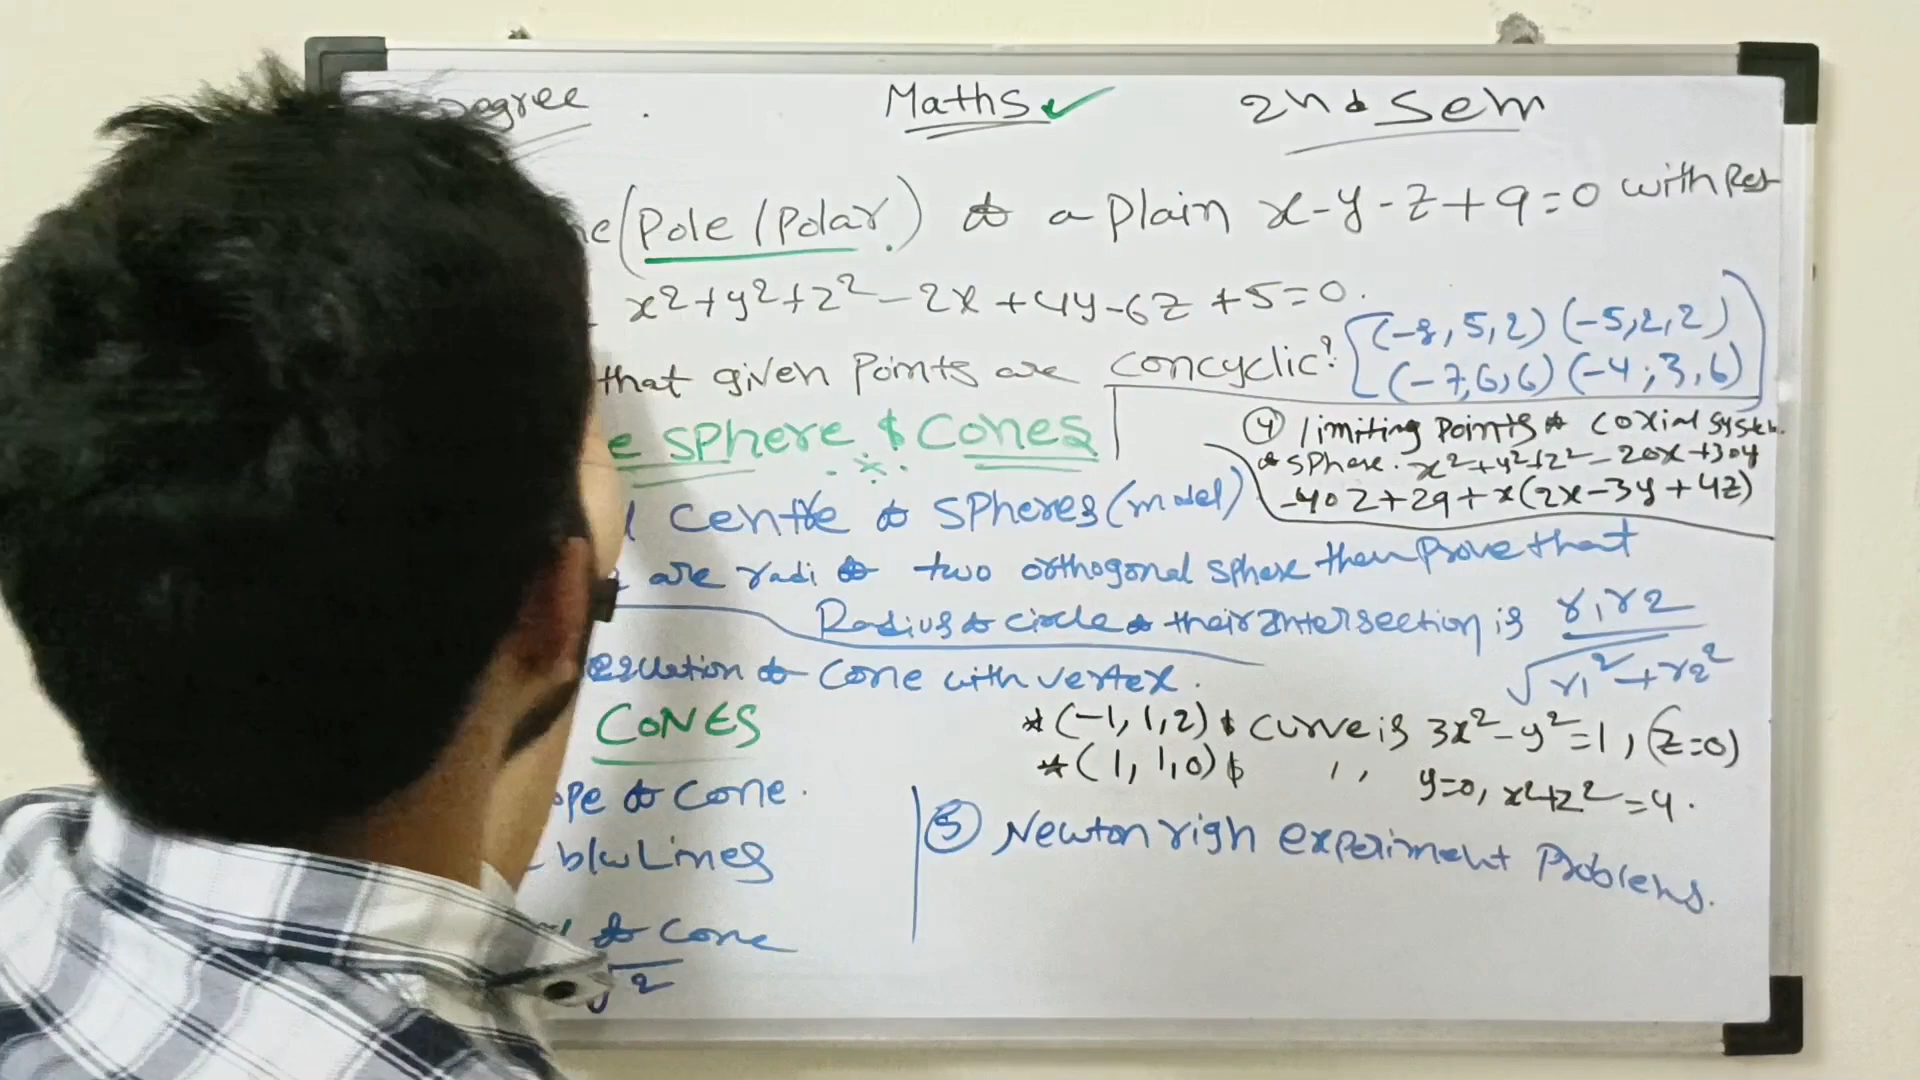 Degree . Maths 2nd Sem
(Pole/Polar.) of a plain x-y-z+9=0 with Res
x²+y²+z²-2x+4y-6z+5=0.
that given Points are concyclic? (-8,5,2) (-5,2,2)
(-7,6,6) (-4,3,6)
SPhere & Cones
④ limiting Points of coxial system.
of sphere. x²+y²+z²-20x+30y
-40z+29+x(2x-3y+4z)
Centre of SPheres (model)
are radi of two orthogonal sphere then Prove that
Radius of circle of their Intersection is r1r2
√r1²+r2²
equation of Cone with vertex.
CONES
*(-1,1,2) & Curve is 3x²-y²=1, (z=0)
*(1,1,0) & ,, y=0, x²+z²=4.
of Cone.
b/w Lines
of Cone
√2
⑤ Newton righ experiment Problems.